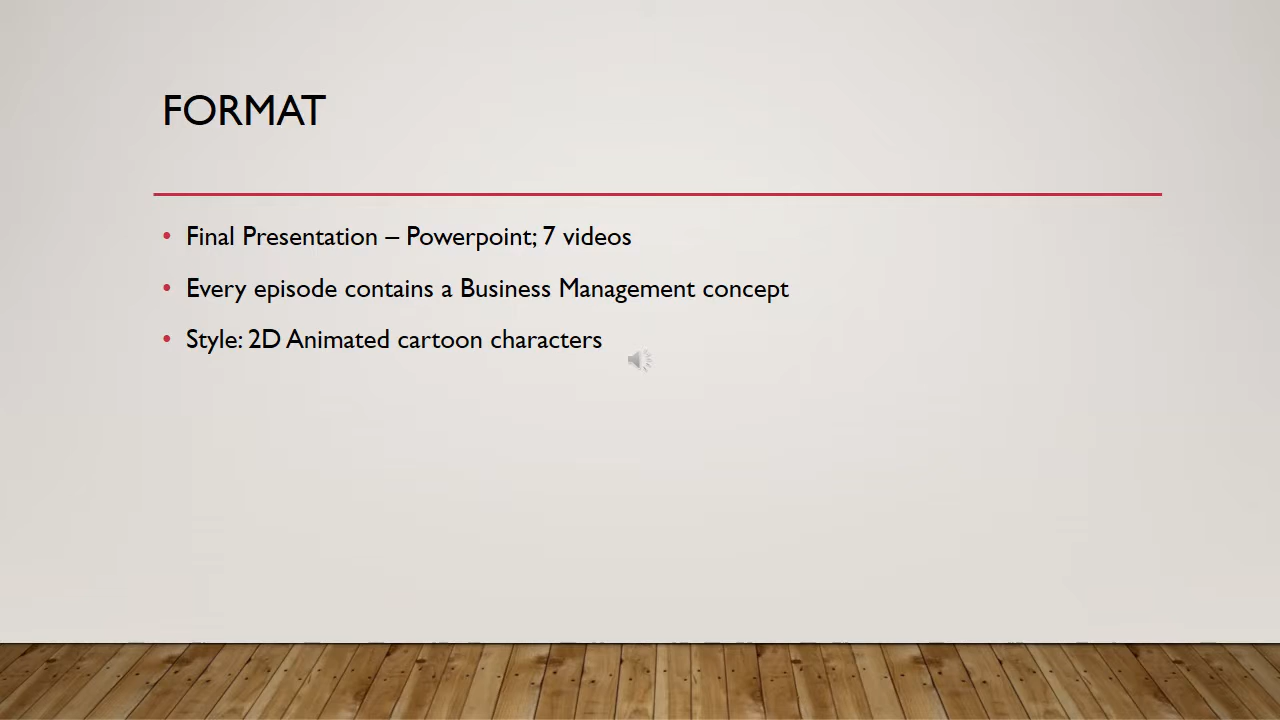 FORMAT
• Final Presentation – Powerpoint; 7 videos
• Every episode contains a Business Management concept
• Style: 2D Animated cartoon characters